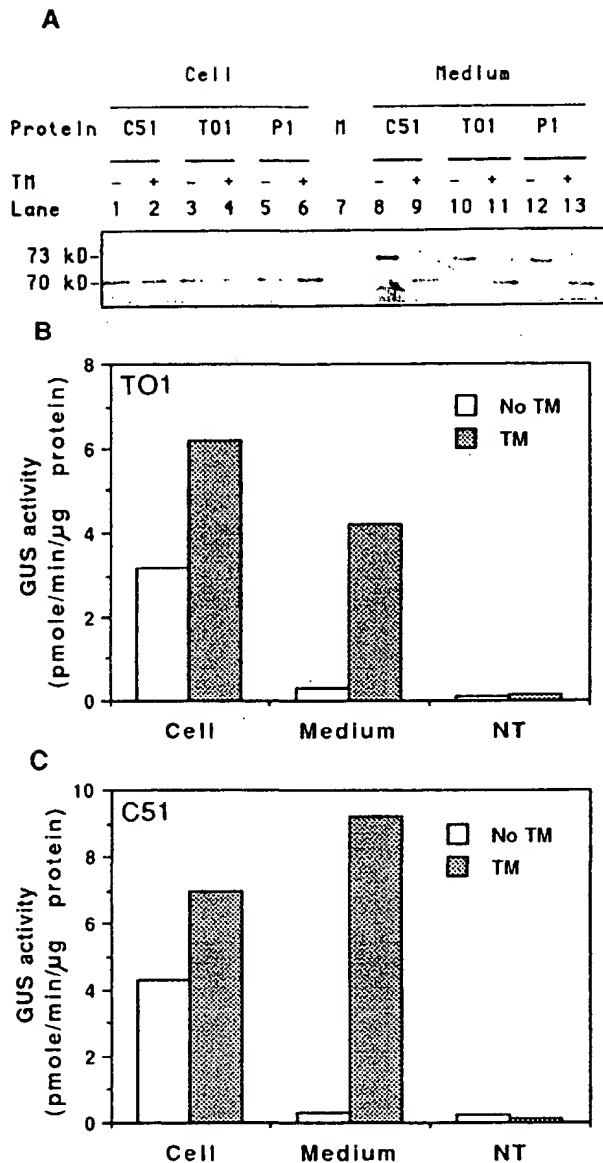 A
Cell Medium
Protein C51 TO1 P1 M C51 TO1 P1
TM - + - + - + - + - + - +
Lane 1 2 3 4 5 6 7 8 9 10 11 12 13
73 kD-
70 kD-
B
TO1
No TM
TM
8
6
4
2
0
GUS activity
(pmole/min/µg protein)
Cell Medium NT
C
C51
No TM
TM
10
8
6
4
2
0
GUS activity
(pmole/min/µg protein)
Cell Medium NT